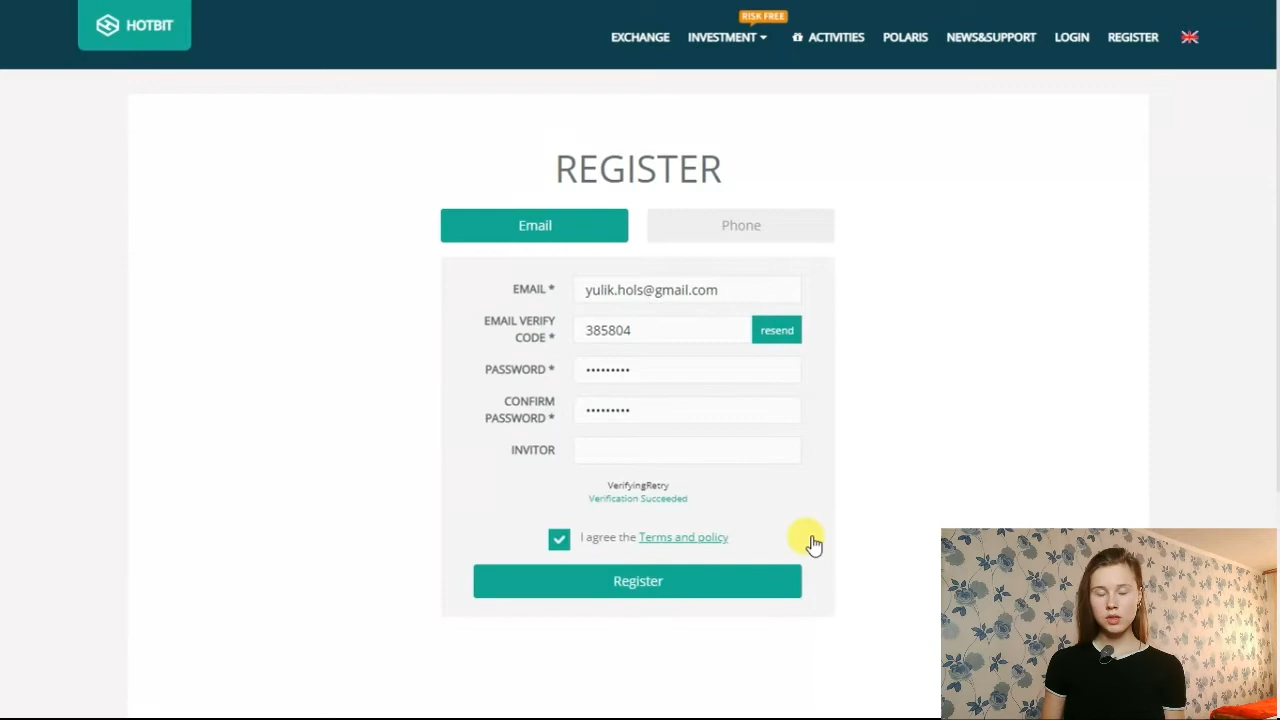 HOTBIT
RISK FREE
EXCHANGE INVESTMENT ACTIVITIES POLARIS NEWS&SUPPORT LOGIN REGISTER
REGISTER
Email Phone
EMAIL * yulik.hols@gmail.com
EMAIL VERIFY
CODE * 385804 resend
PASSWORD * •••••••••
CONFIRM
PASSWORD * •••••••••
INVITOR
VerifyingRetry
Verification Succeeded
I agree the Terms and policy
Register